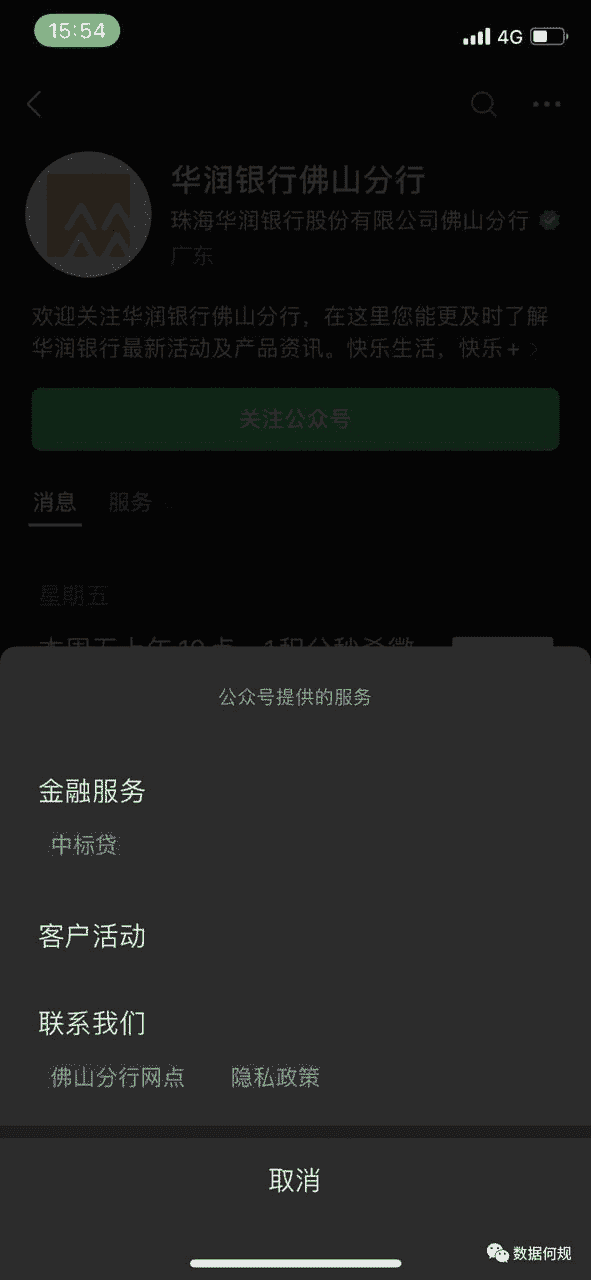 15:54
4G
华润银行佛山分行
珠海华润银行股份有限公司佛山分行
广东
欢迎关注华润银行佛山分行，在这里您能更及时了解
华润银行最新活动及产品资讯。快乐生活，快乐+
关注公众号
消息 服务
星期五
公众号提供的服务
金融服务
中标贷
客户活动
联系我们
佛山分行网点 隐私政策
取消
数据何规